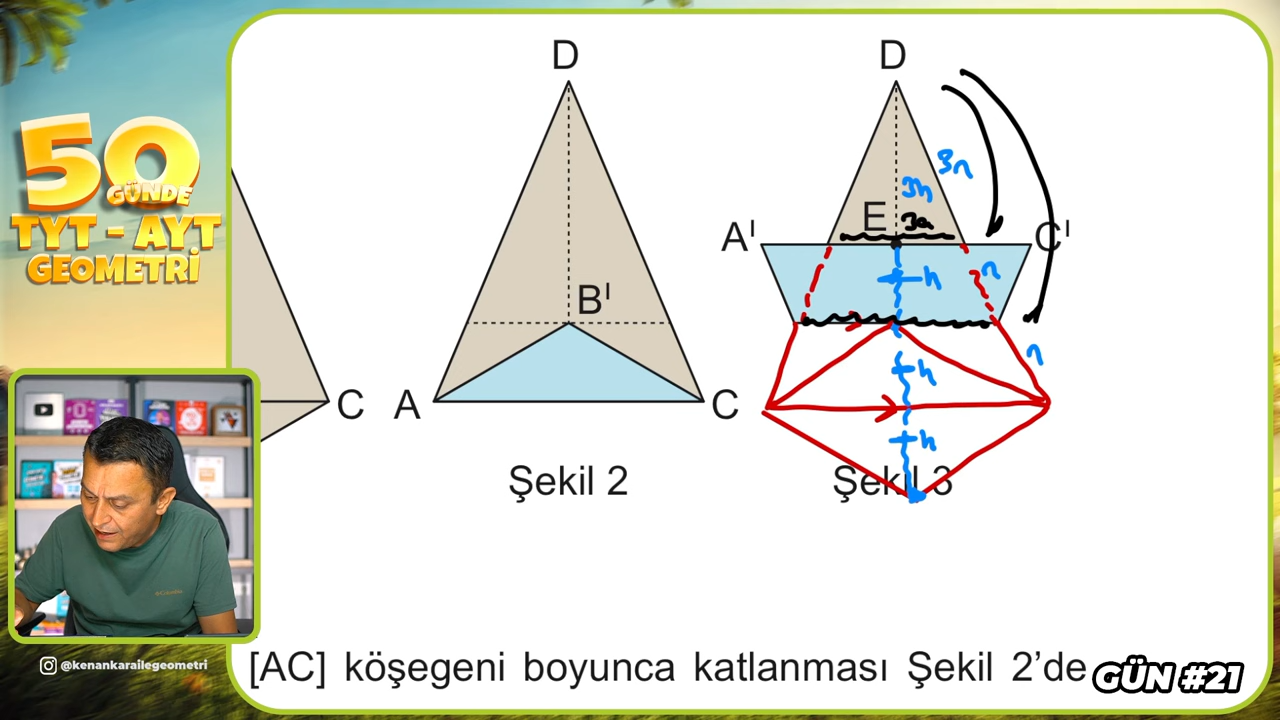 50
GÜNDE
TYT - AYT
GEOMETRİ
D
D
3n
3h
E
3a
A'
C'
h
n
B'
h
n
C
A
C
h
Şekil 2
Şekil 3
[AC] köşegeni boyunca katlanması Şekil 2'de
@kenankarailegeometri
GÜN #21